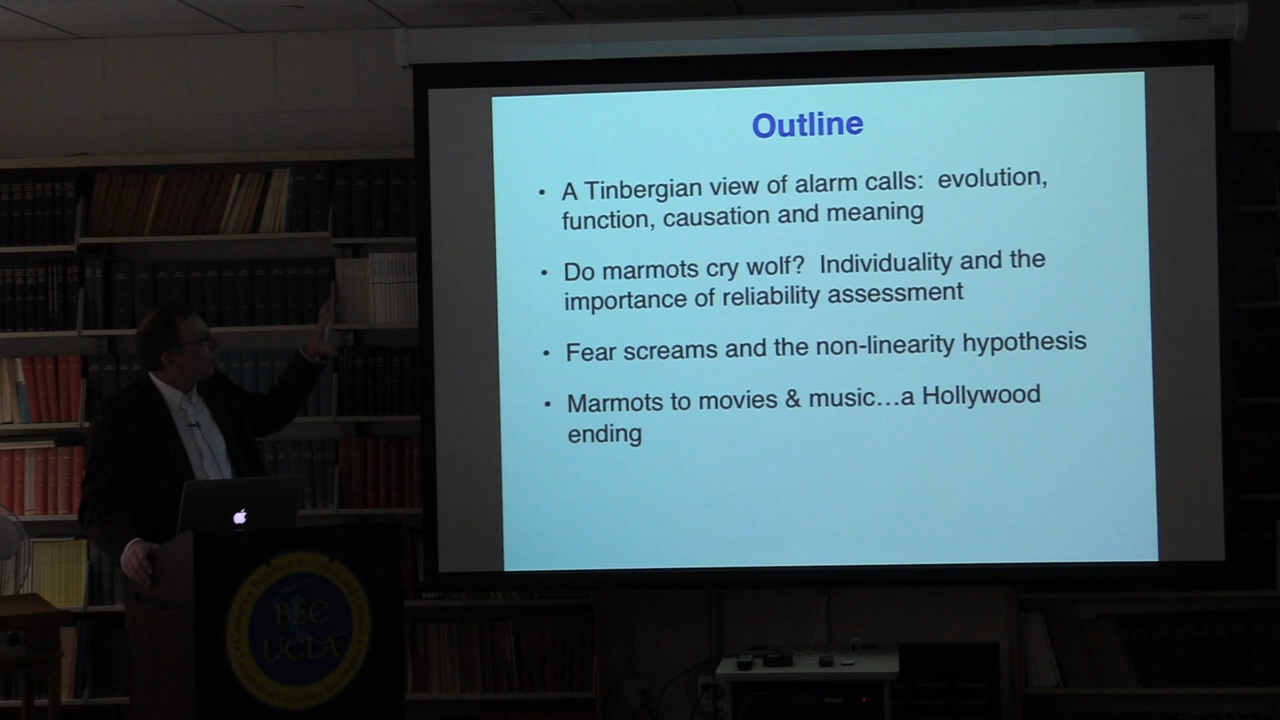 Outline
• A Tinbergian view of alarm calls: evolution,
function, causation and meaning
• Do marmots cry wolf? Individuality and the
importance of reliability assessment
• Fear screams and the non-linearity hypothesis
• Marmots to movies & music…a Hollywood
ending
BEC
UCLA